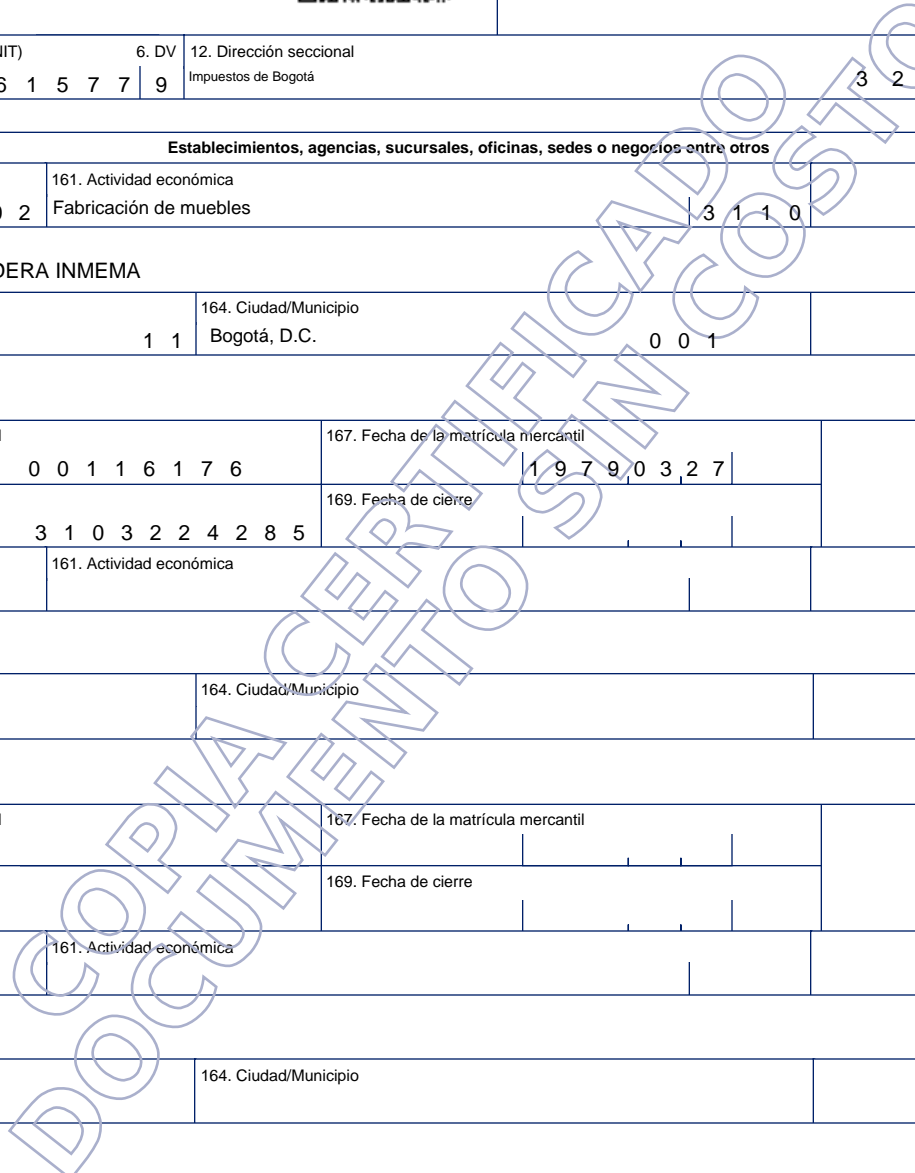 NIT) 6. DV 12. Dirección seccional
6 1 5 7 7 9 Impuestos de Bogotá 3 2
Establecimientos, agencias, sucursales, oficinas, sedes o negocios entre otros
161. Actividad económica
0 2 Fabricación de muebles 3 1 1 0
DERA INMEMA
164. Ciudad/Municipio
1 1 Bogotá, D.C. 0 0 1
167. Fecha de la matrícula mercantil
0 0 1 1 6 1 7 6 1 9 7 9 0 3 2 7
169. Fecha de cierre
3 1 0 3 2 2 4 2 8 5
161. Actividad económica
164. Ciudad/Municipio
167. Fecha de la matrícula mercantil
169. Fecha de cierre
161. Actividad económica
164. Ciudad/Municipio
COPIA CERTIFICADO
DOCUMENTO SIN COSTO